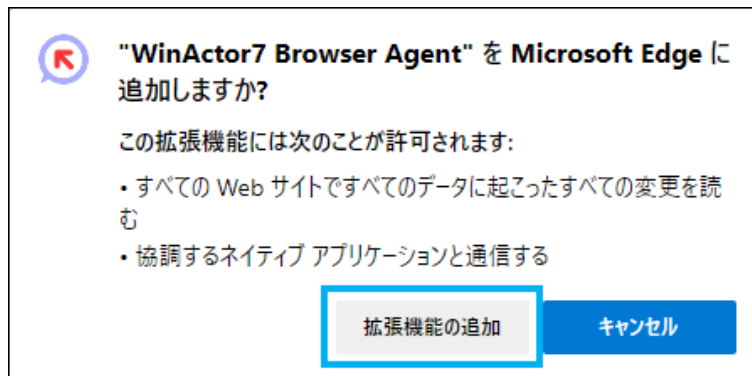 "WinActor7 Browser Agent" を Microsoft Edge に
追加しますか?
この拡張機能には次のことが許可されます:
• すべての Web サイトですべてのデータに起こったすべての変更を読
む
• 協調するネイティブ アプリケーションと通信する
拡張機能の追加
キャンセル